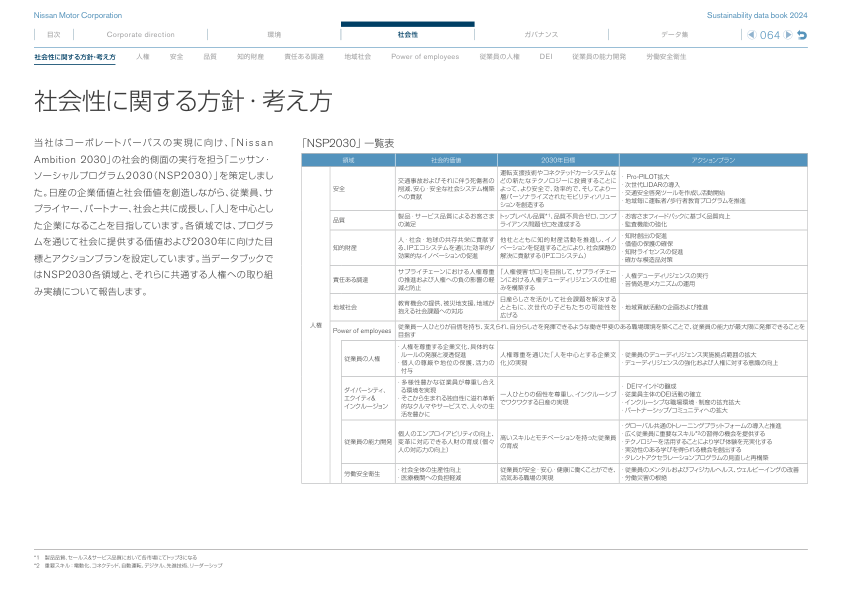 Nissan Motor Corporation
Sustainability data book 2024
目次 Corporate direction 環境 社会性 ガバナンス データ集 064
社会性に関する方針・考え方 人権 安全 品質 知的財産 責任ある調達 地域社会 Power of employees 従業員の人権 DEI 従業員の能力開発 労働安全衛生
社会性に関する方針・考え方
当社はコーポレートパーパスの実現に向け、「Nissan
Ambition 2030」の社会的側面の実行を担う「ニッサン・
ソーシャルプログラム2030(NSP2030)」を策定しまし
た。日産の企業価値と社会価値を創造しながら、従業員、サ
プライヤー、パートナー、社会と共に成長し、「人」を中心とし
た企業になることを目指しています。各領域では、プログラ
ムを通じて社会に提供する価値および2030年に向けた目
標とアクションプランを設定しています。当データブックで
はNSP2030各領域と、それらに共通する人権への取り組
み実績について報告します。
「NSP2030」一覧表
領域 社会的価値 2030年目標 アクションプラン
人権
安全
交通事故およびそれに伴う死傷者の
削減、安心・安全な社会システム構築
への貢献
運転支援技術やコネクテッドカーシステムな
どの新たなテクノロジーに投資することに
よって、より安全で、効率的で、そしてより一
層パーソナライズされたモビリティソリュー
ションを創造する
・Pro-PILOT拡大
・次世代LIDARの導入
・交通安全啓発ツールを作成し活動開始
・地域毎に運転者/歩行者教育プログラムを推進
品質
製品・サービス品質によるお客さま
の満足
トップレベル品質*1、品質不具合ゼロ、コンプ
ライアンス問題ゼロを達成する
・お客さまフィードバックに基づく品質向上
・監査機能の強化
知的財産
人・社会・地球の共存共栄に貢献す
る、IPエコシステムを通じた効率的/
効果的なイノベーションの促進
他社とともに知的財産活動を推進し、イノ
ベーションを促進することにより、社会課題の
解決に貢献する（IPエコシステム）
・知財創出の促進
・価値の保護の確保
・知財ライセンスの促進
・確かな模造品対策
責任ある調達
サプライチェーンにおける人権尊重
の推進および人権への負の影響の軽
減と防止
「人権侵害ゼロ」を目指して、サプライチェー
ンにおける人権デューディリジェンスの仕組
みを構築する
・人権デューディリジェンスの実行
・苦情処理メカニズムの運用
地域社会
教育機会の提供、被災地支援、地域が
抱える社会課題への対応
日産らしさを活かして社会課題を解決する
とともに、次世代の子どもたちの可能性を
広げる
・地域貢献活動の企画および推進
Power of employees
従業員一人ひとりが自信を持ち、支えられ、自分らしさを発揮できるような働き甲斐のある職場環境を築くことで、従業員の能力が最大限に発揮できることを
目指す
従業員の人権
・人権を尊重する企業文化、具体的な
ルールの発展と浸透促進
・個人の尊厳や地位の保護、活力の
付与
人権尊重を通じた「人を中心とする企業文
化」の実現
・従業員のデューディリジェンス実施拠点範囲の拡大
・デューディリジェンスの強化および人権に対する意識の向上
ダイバーシティ、
エクイティ&
インクルージョン
・多様性豊かな従業員が尊重し合え
る環境を実現
・そこから生まれる独自性に溢れ革新
的なクルマやサービスで、人々の生
活を豊かに
一人ひとりの個性を尊重し、インクルーシブ
でワクワクする日産の実現
・DEIマインドの醸成
・従業員主体のDEI活動の確立
・インクルーシブな職場環境・制度の拡充拡大
・パートナーシップ/コミュニティへの拡大
従業員の能力開発
個人のエンプロイアビリティの向上、
変革に対応できる人財の育成（個々
人の対応力の向上）
高いスキルとモチベーションを持った従業員
の育成
・グローバル共通のトレーニングプラットフォームの導入と推進
・広く従業員に重要なスキル*2の習得の機会を提供する
・テクノロジーを活用することにより学び体験を充実化する
・実効性のある学びを得られる機会を創出する
・タレントアクセラレーションプログラムの見直しと再構築
労働安全衛生
・社会全体の生産性向上
・医療機関への負担軽減
従業員が安全・安心・健康に働くことができ、
活気ある職場の実現
・従業員のメンタルおよびフィジカルヘルス、ウェルビーイングの改善
・労働災害の根絶
*1 製品品質、セールス&サービス品質において各市場にてトップ3になる
*2 重要スキル：電動化、コネクテッド、自動運転、デジタル、先進技術、リーダーシップ